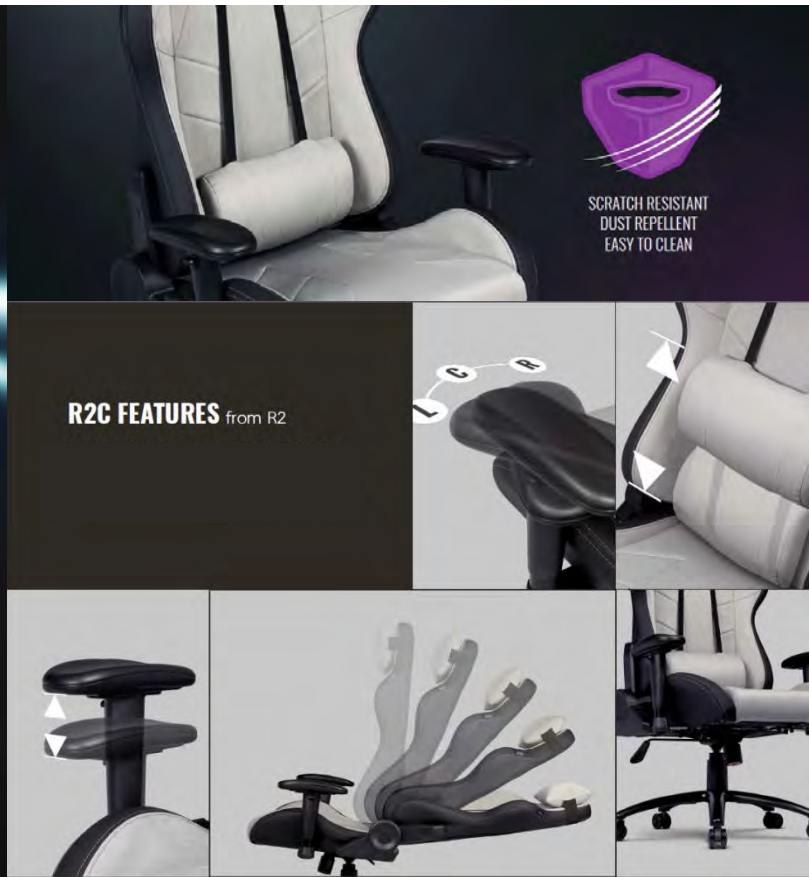 SCRATCH RESISTANT
DUST REPELLENT
EASY TO CLEAN
R2C FEATURES from R2
L
C
R